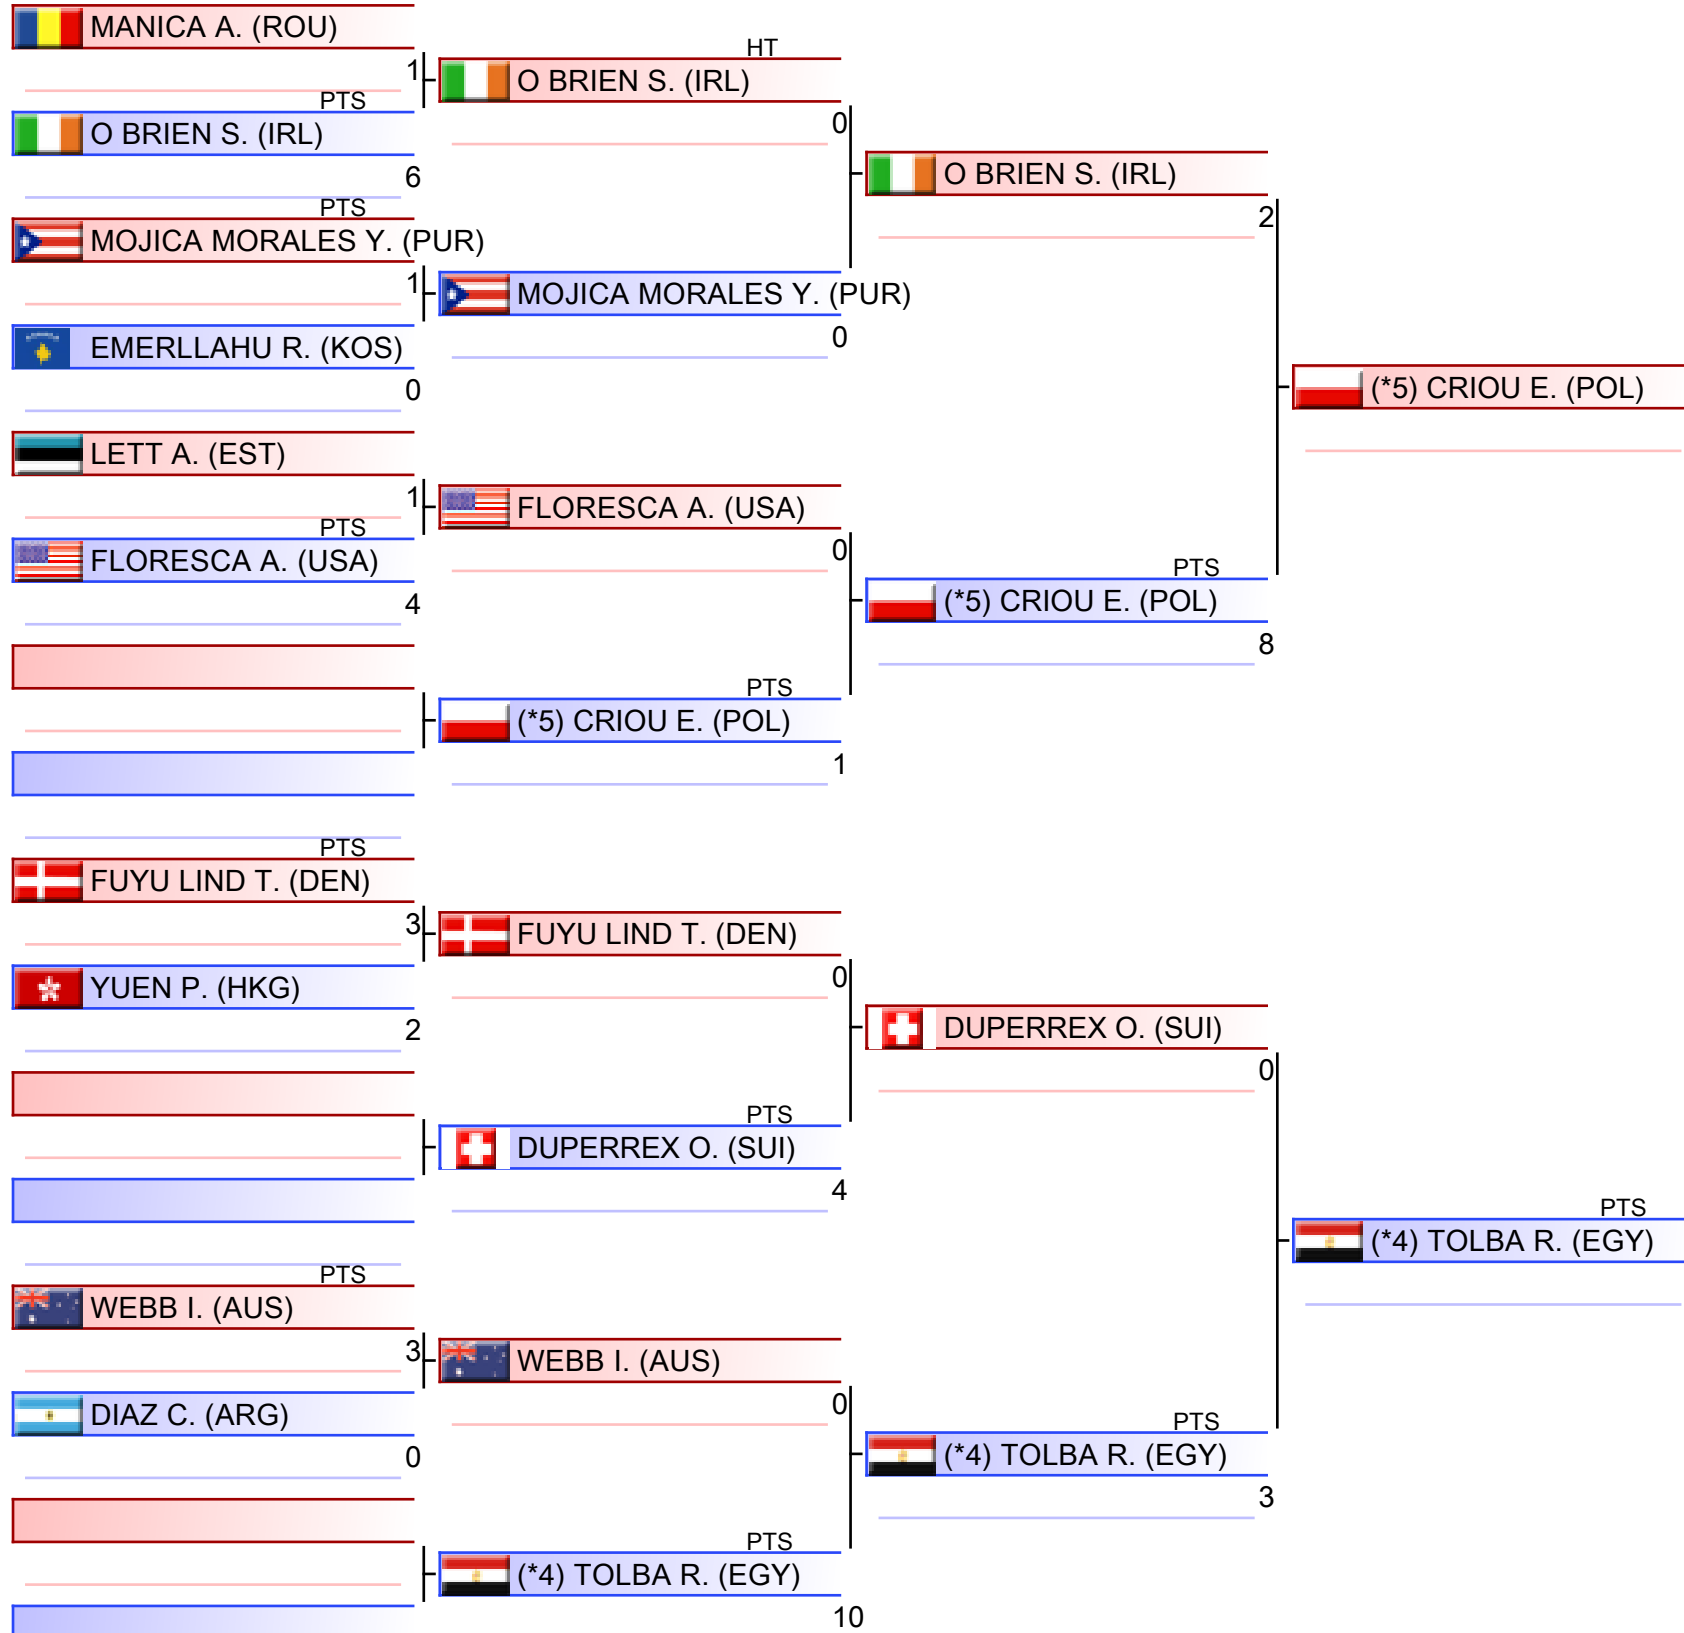 MANICA A. (ROU)
1
PTS
O BRIEN S. (IRL)
6
PTS
MOJICA MORALES Y. (PUR)
1
EMERLLAHU R. (KOS)
0
LETT A. (EST)
1
PTS
FLORESCA A. (USA)
4
PTS
FUYU LIND T. (DEN)
3
YUEN P. (HKG)
2
PTS
WEBB I. (AUS)
3
DIAZ C. (ARG)
0
HT
O BRIEN S. (IRL)
0
MOJICA MORALES Y. (PUR)
0
FLORESCA A. (USA)
0
PTS
(*5) CRIOU E. (POL)
1
FUYU LIND T. (DEN)
0
PTS
DUPERREX O. (SUI)
4
WEBB I. (AUS)
0
PTS
(*4) TOLBA R. (EGY)
10
O BRIEN S. (IRL)
2
PTS
(*5) CRIOU E. (POL)
8
DUPERREX O. (SUI)
0
PTS
(*4) TOLBA R. (EGY)
3
(*5) CRIOU E. (POL)
PTS
(*4) TOLBA R. (EGY)